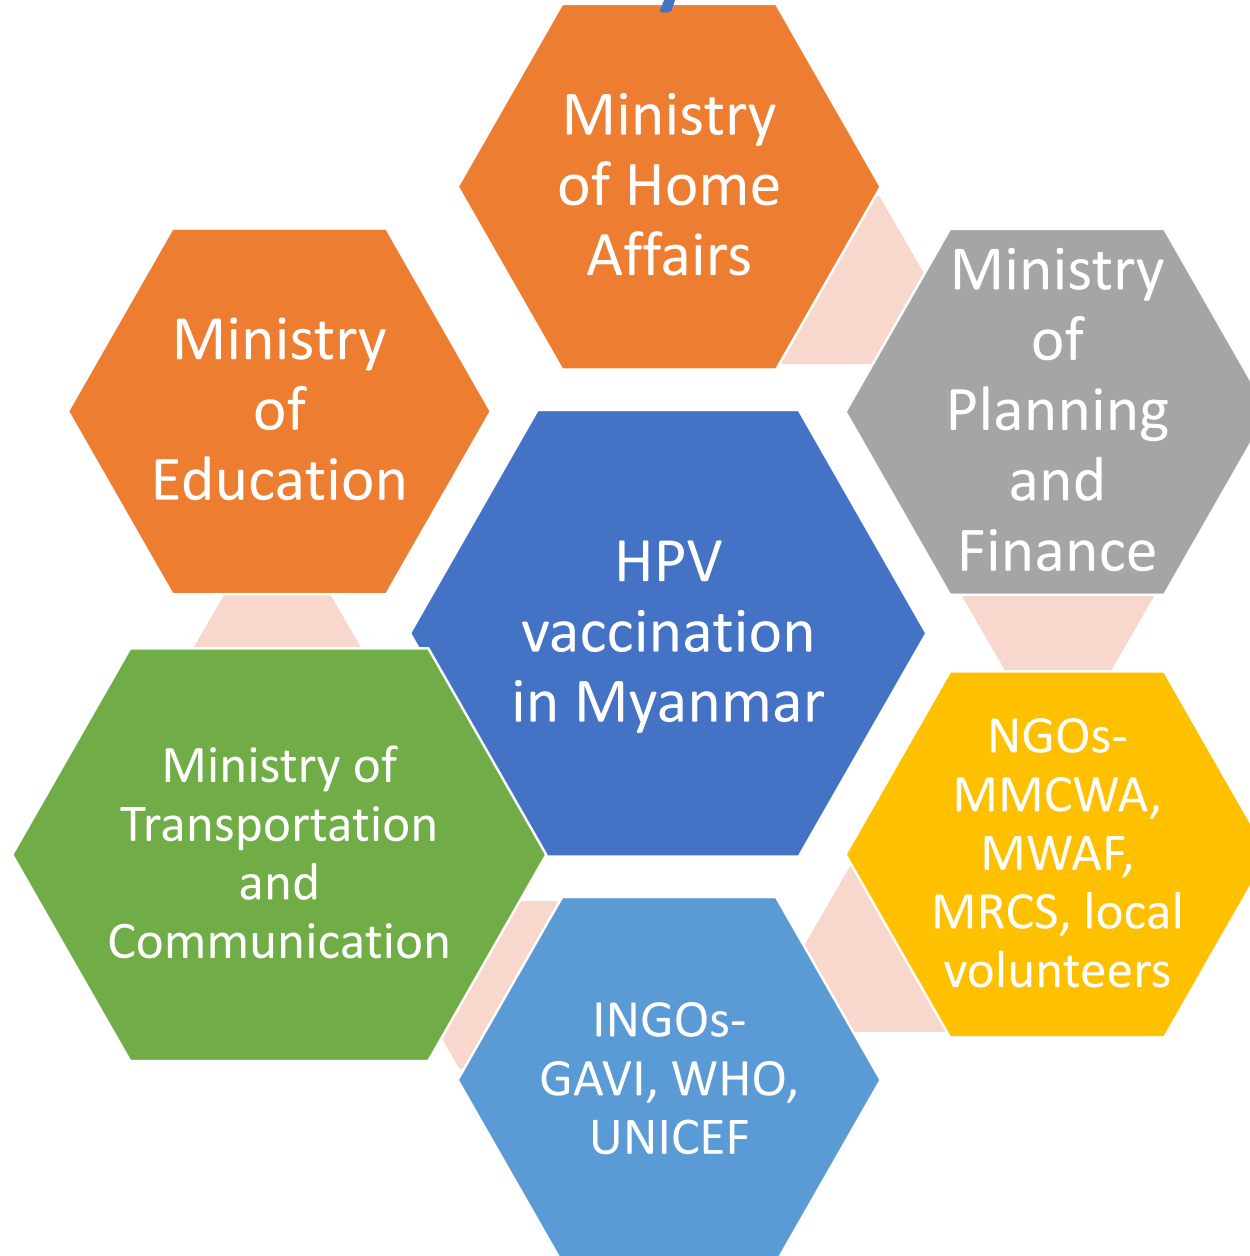 Ministry
of Home
Affairs
Ministry
of
Education
Ministry
of
Planning
and
Finance
HPV
vaccination
in Myanmar
Ministry of
Transportation
and
Communication
NGOs-
MMCWA,
MWAF,
MRCS, local
volunteers
INGOs-
GAVI, WHO,
UNICEF